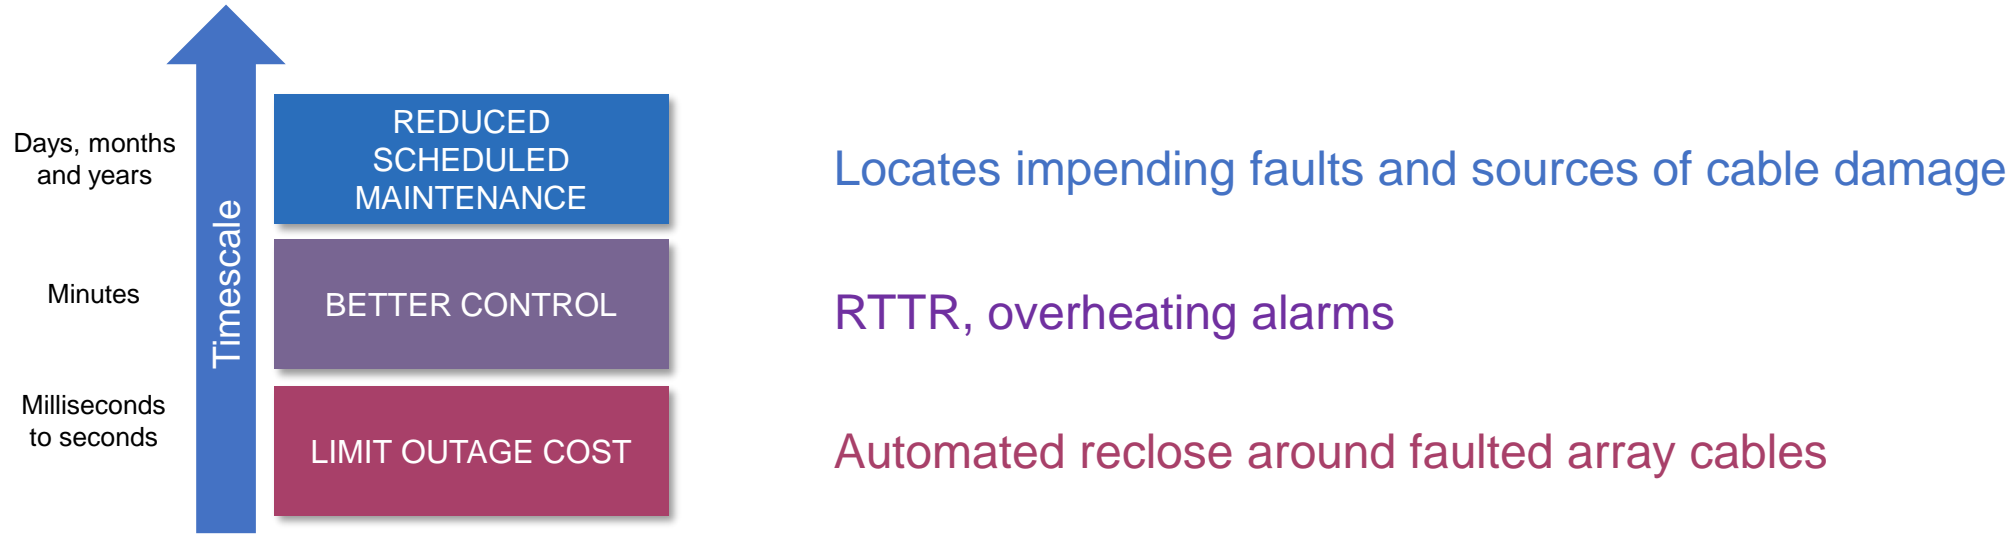 Timescale
Days, months
and years
REDUCED
SCHEDULED
MAINTENANCE
Locates impending faults and sources of cable damage
Minutes
BETTER CONTROL
RTTR, overheating alarms
Milliseconds
to seconds
LIMIT OUTAGE COST
Automated reclose around faulted array cables